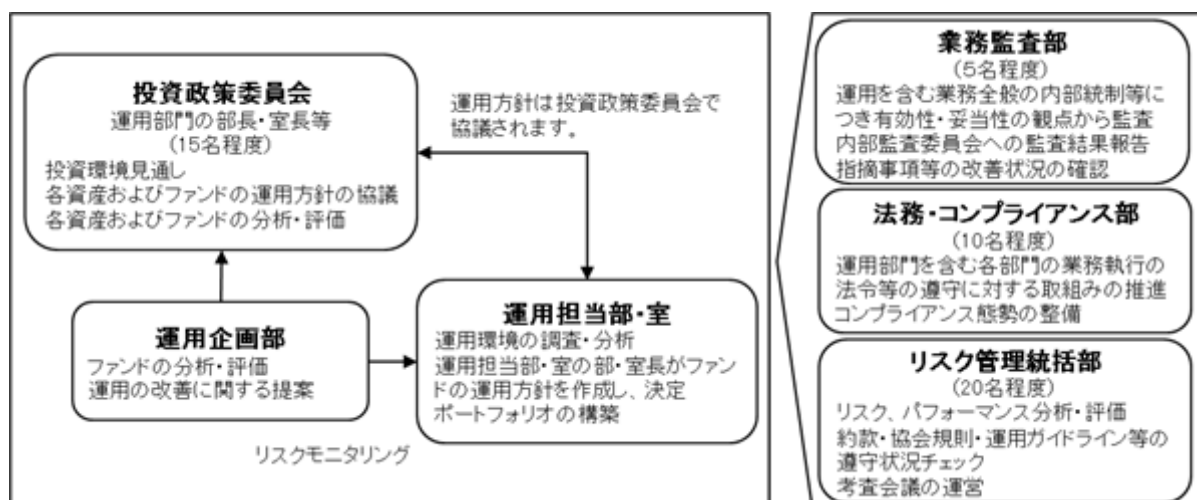 投資政策委員会
運用部門の部長・室長等
(15名程度)
投資環境見通し
各資産およびファンドの運用方針の協議
各資産およびファンドの分析・評価
運用方針は投資政策委員会で
協議されます。
運用企画部
ファンドの分析・評価
運用の改善に関する提案
運用担当部・室
運用環境の調査・分析
運用担当部・室の部・室長がファン
ドの運用方針を作成し、決定
ポートフォリオの構築
リスクモニタリング
業務監査部
(5名程度)
運用を含む業務全般の内部統制等に
つき有効性・妥当性の観点から監査
内部監査委員会への監査結果報告
指摘事項等の改善状況の確認
法務・コンプライアンス部
(10名程度)
運用部門を含む各部門の業務執行の
法令等の遵守に対する取組みの推進
コンプライアンス態勢の整備
リスク管理統括部
(20名程度)
リスク、パフォーマンス分析・評価
約款・協会規則・運用ガイドライン等の
遵守状況チェック
考査会議の運営